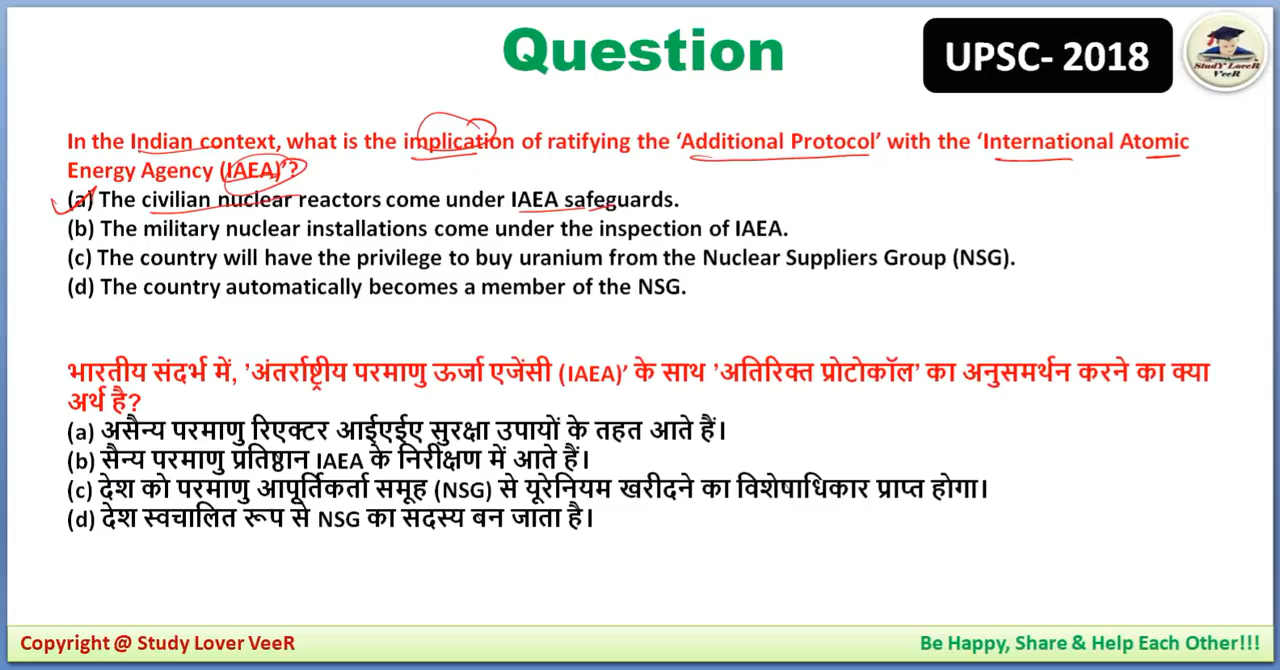 Question
UPSC- 2018
StudY LoveR
VeeR
In the Indian context, what is the implication of ratifying the ‘Additional Protocol’ with the ‘International Atomic
Energy Agency (IAEA)’?
(a) The civilian nuclear reactors come under IAEA safeguards.
(b) The military nuclear installations come under the inspection of IAEA.
(c) The country will have the privilege to buy uranium from the Nuclear Suppliers Group (NSG).
(d) The country automatically becomes a member of the NSG.
भारतीय संदर्भ में, ’अंतर्राष्ट्रीय परमाणु ऊर्जा एजेंसी (IAEA)’ के साथ ’अतिरिक्त प्रोटोकॉल’ का अनुसमर्थन करने का क्या
अर्थ है?
(a) असैन्य परमाणु रिएक्टर आईएईए सुरक्षा उपायों के तहत आते हैं।
(b) सैन्य परमाणु प्रतिष्ठान IAEA के निरीक्षण में आते हैं।
(c) देश को परमाणु आपूर्तिकर्ता समूह (NSG) से यूरेनियम खरीदने का विशेषाधिकार प्राप्त होगा।
(d) देश स्वचालित रूप से NSG का सदस्य बन जाता है।
Copyright @ Study Lover VeeR
Be Happy, Share & Help Each Other!!!